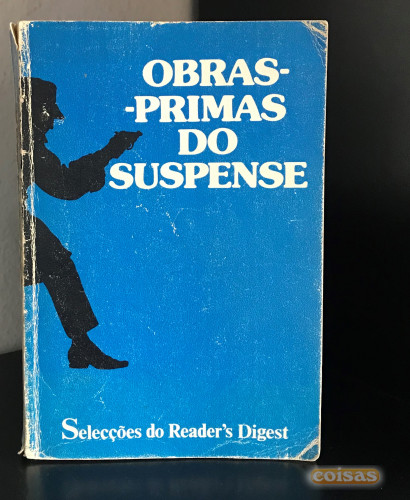 OBRAS-
-PRIMAS
DO
SUSPENSE
Selecções do Reader's Digest
coisas